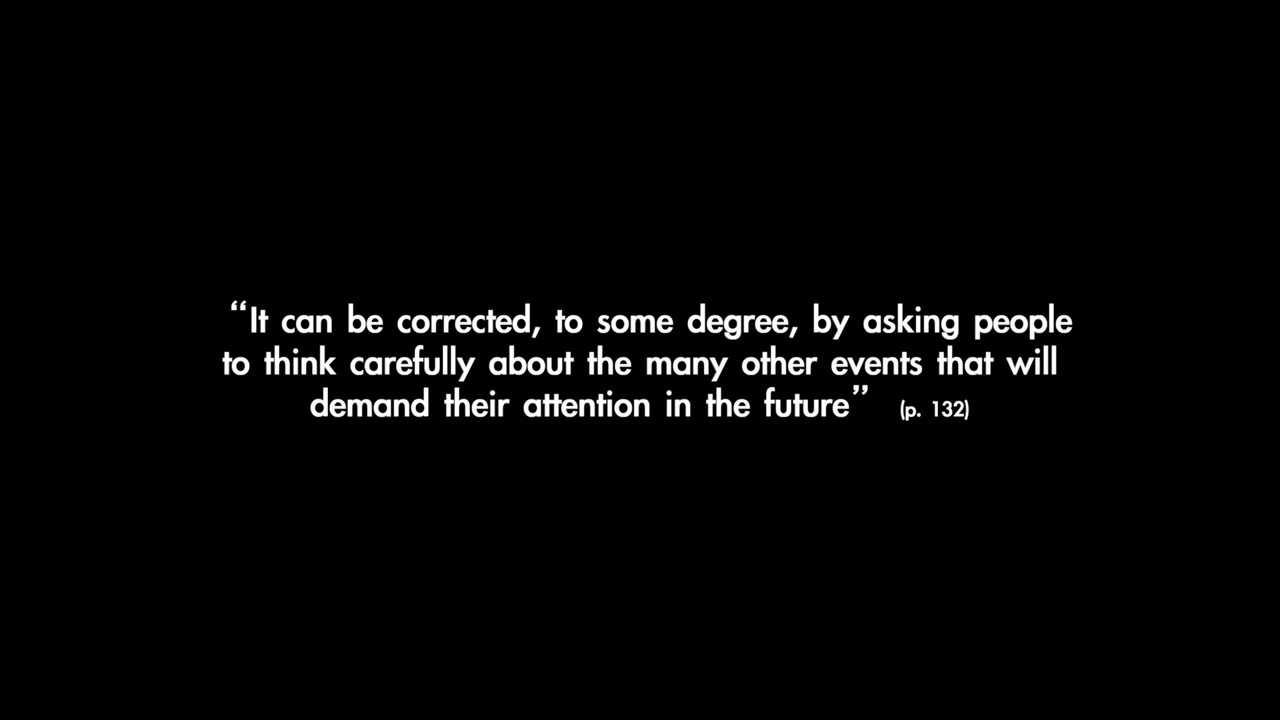 “It can be corrected, to some degree, by asking people
to think carefully about the many other events that will
demand their attention in the future” (p. 132)